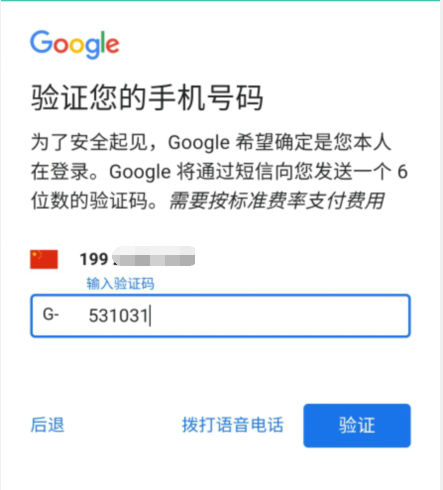 Google
验证您的手机号码
为了安全起见，Google 希望确定是您本人
在登录。Google 将通过短信向您发送一个 6
位数的验证码。需要按标准费率支付费用
199
输入验证码
G- 531031
后退 拨打语音电话 验证